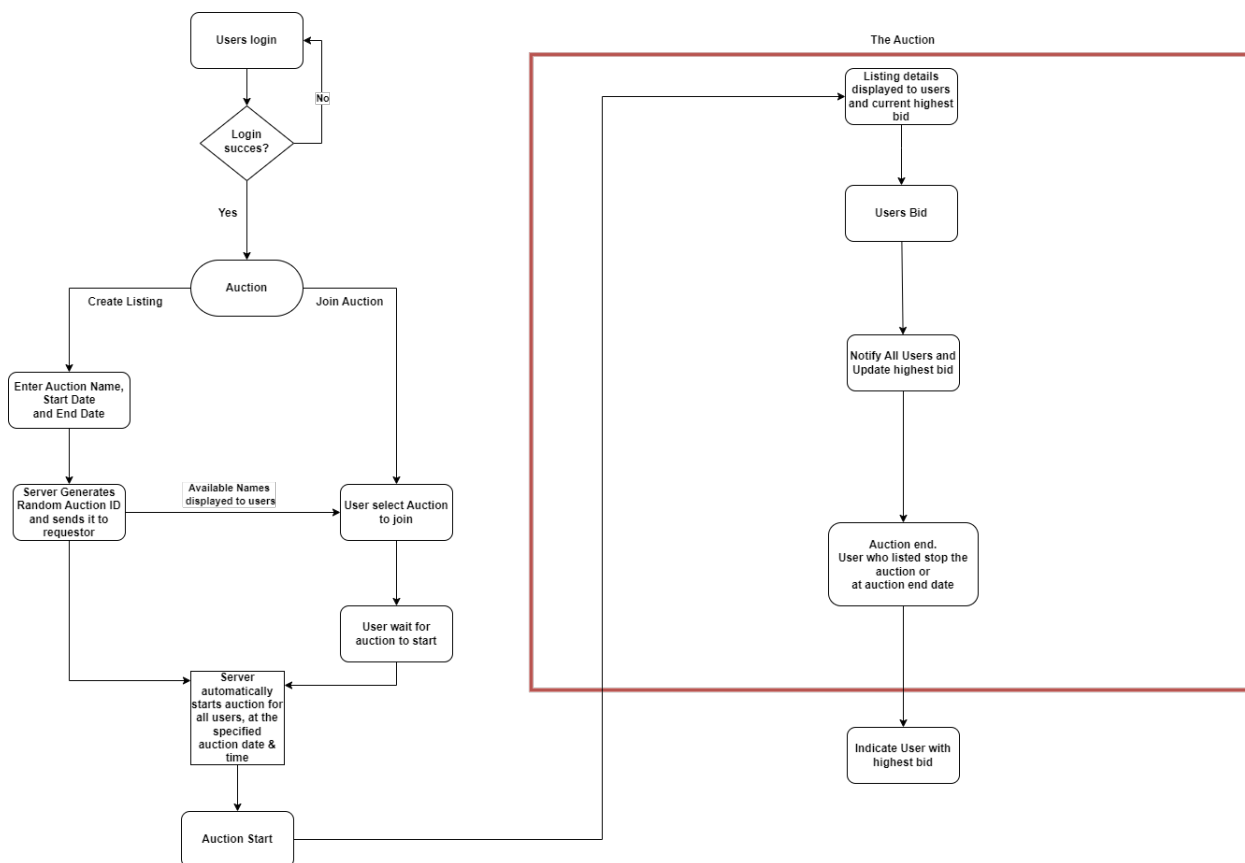 Users login
No
Login
succes?
Yes
Auction
Create Listing
Join Auction
Enter Auction Name,
Start Date
and End Date
Server Generates
Random Auction ID
and sends it to
requestor
Available Names
displayed to users
User select Auction
to join
User wait for
auction to start
Server
automatically
starts auction for
all users, at the
specified
auction date &
time
Auction Start
The Auction
Listing details
displayed to users
and current highest
bid
Users Bid
Notify All Users and
Update highest bid
Auction end.
User who listed stop the
auction or
at auction end date
Indicate User with
highest bid